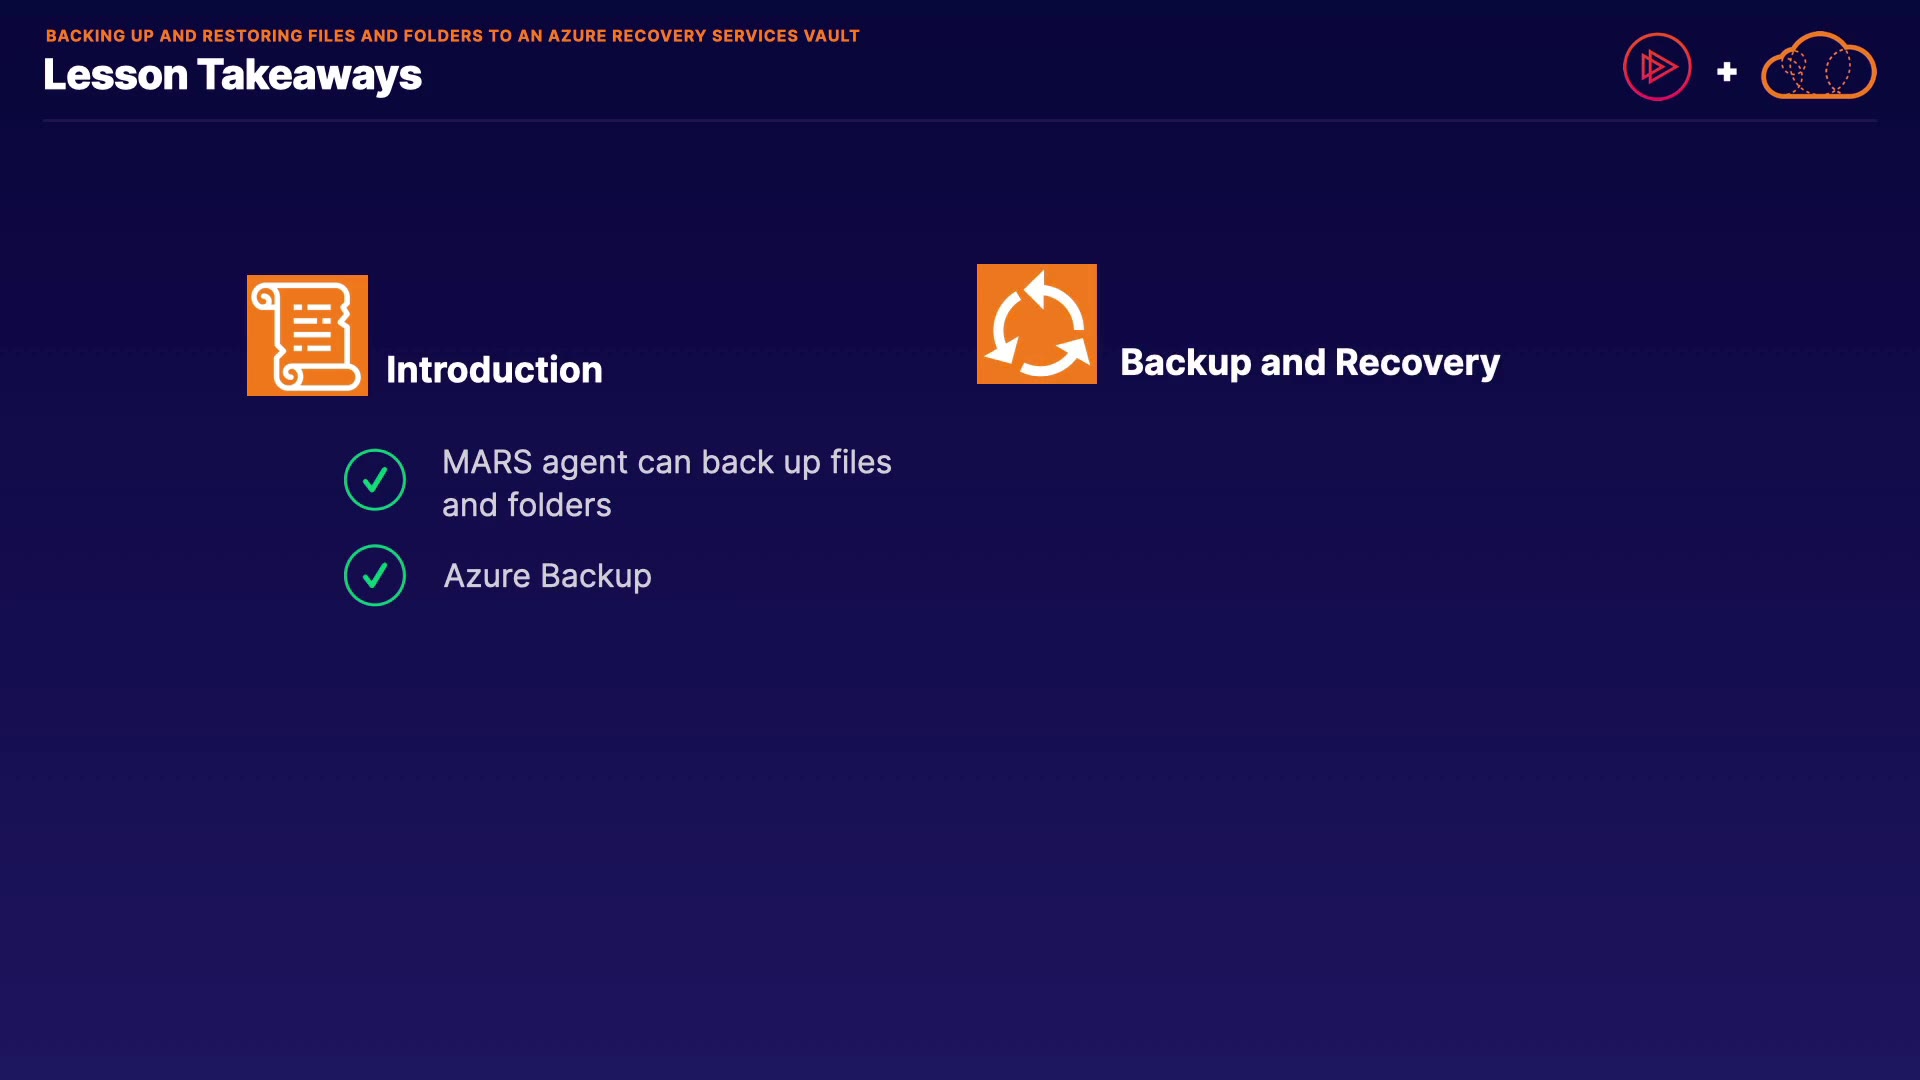 BACKING UP AND RESTORING FILES AND FOLDERS TO AN AZURE RECOVERY SERVICES VAULT
Lesson Takeaways
Introduction
MARS agent can back up files
and folders
Azure Backup
Backup and Recovery